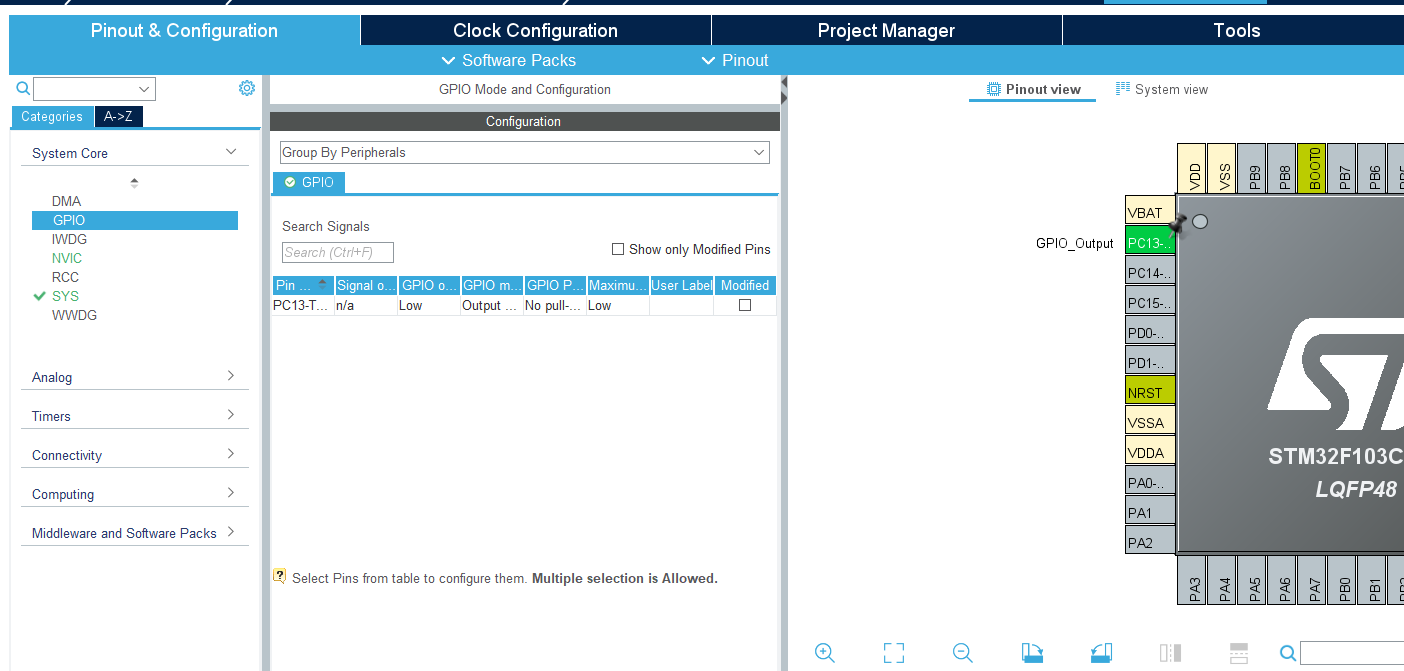 Pinout & Configuration
Clock Configuration
Project Manager
Tools
Software Packs
Pinout
Categories
A->Z
System Core
DMA
GPIO
IWDG
NVIC
RCC
SYS
WWDG
Analog
Timers
Connectivity
Computing
Middleware and Software Packs
GPIO Mode and Configuration
Configuration
Group By Peripherals
GPIO
Search Signals
Search (Ctrl+F)
Show only Modified Pins
Pin ... Signal o... GPIO o... GPIO m... GPIO P... Maximu... User Label Modified
PC13-T... n/a Low Output ... No pull-... Low
Select Pins from table to configure them. Multiple selection is Allowed.
Pinout view
System view
VDD
VSS
PB9
PB8
BOOT0
PB7
PB6
VBAT
GPIO_Output
PC13-..
PC14-..
PC15-..
PD0-..
PD1-..
NRST
VSSA
VDDA
PA0-..
PA1
PA2
STM32F103C
LQFP48
PA3
PA4
PA5
PA6
PA7
PB0
PB1